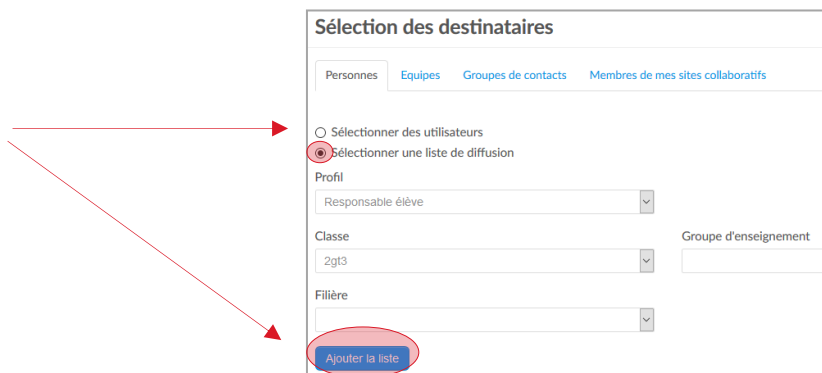 Sélection des destinataires
Personnes Equipes Groupes de contacts Membres de mes sites collaboratifs
Sélectionner des utilisateurs
Sélectionner une liste de diffusion
Profil
Responsable élève
Classe Groupe d'enseignement
2gt3
Filière
Ajouter la liste